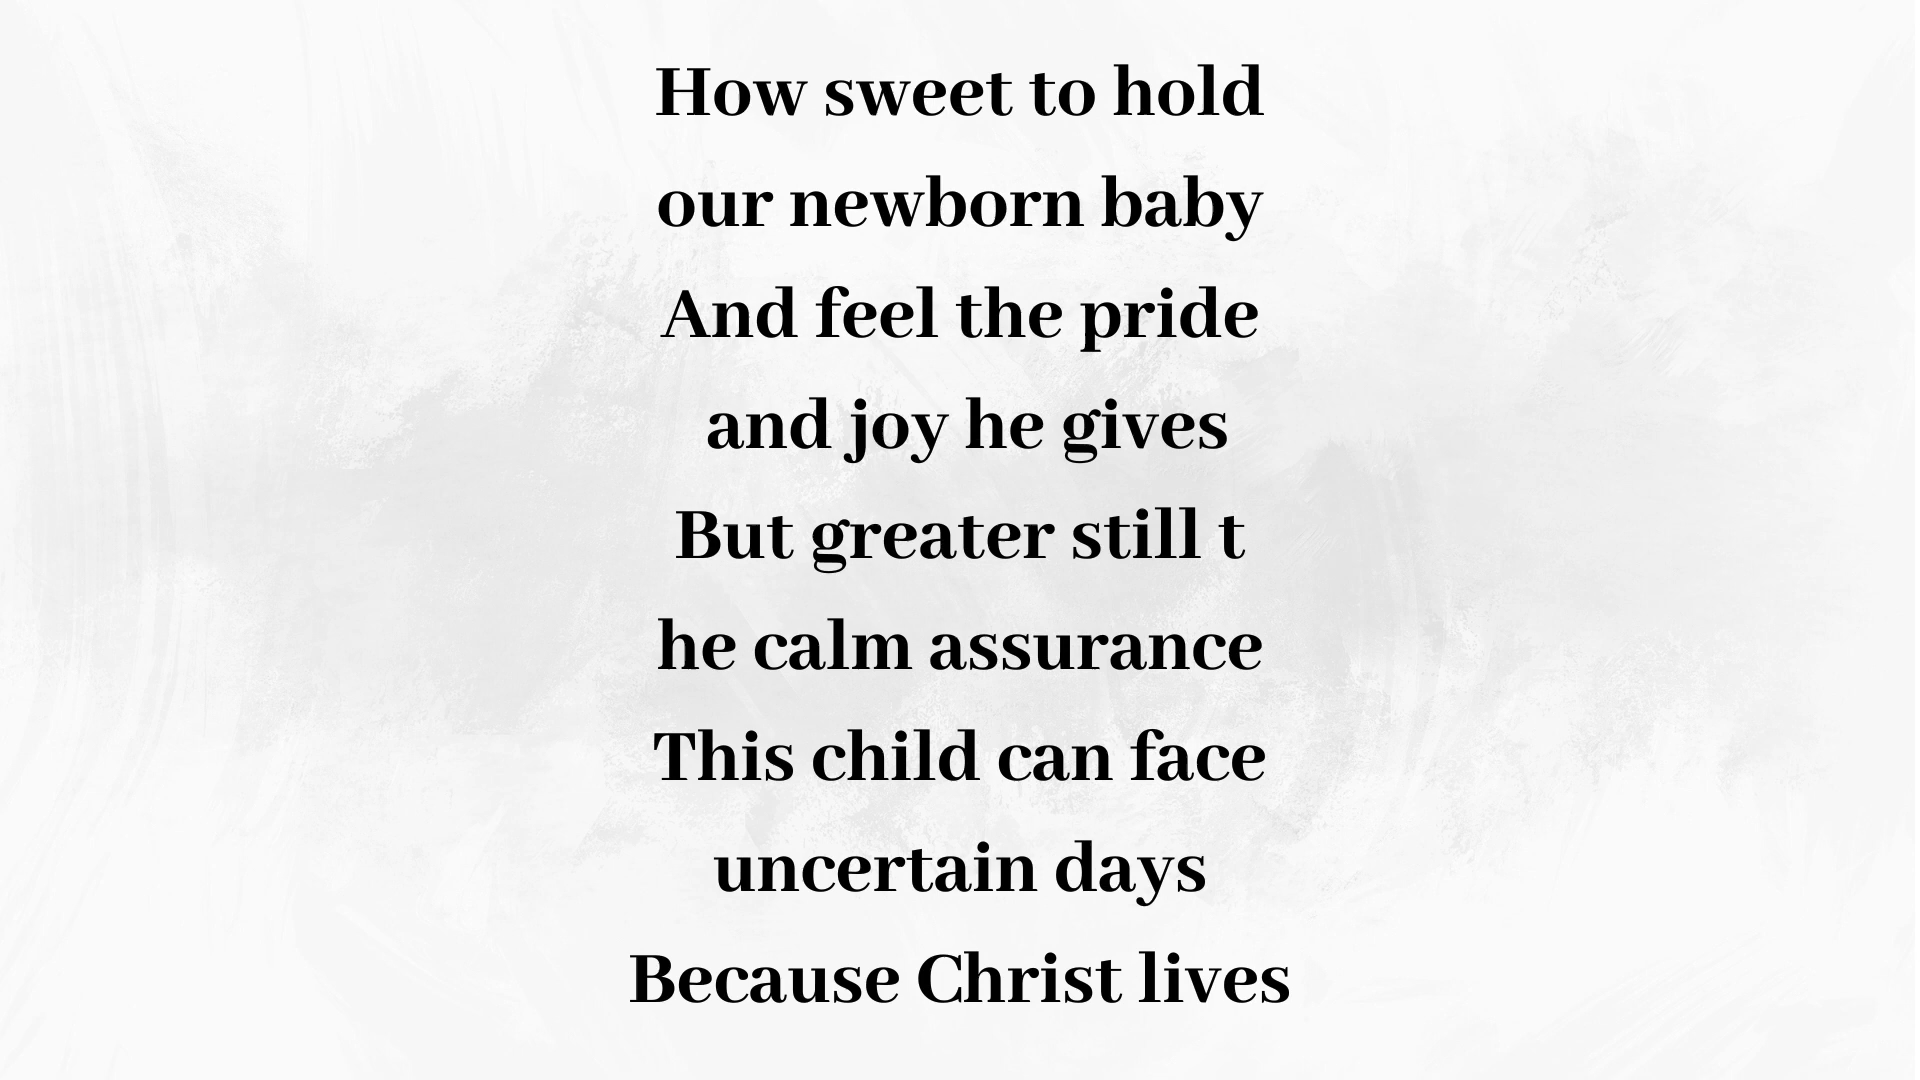 How sweet to hold
our newborn baby
And feel the pride
and joy he gives
But greater still t
he calm assurance
This child can face
uncertain days
Because Christ lives